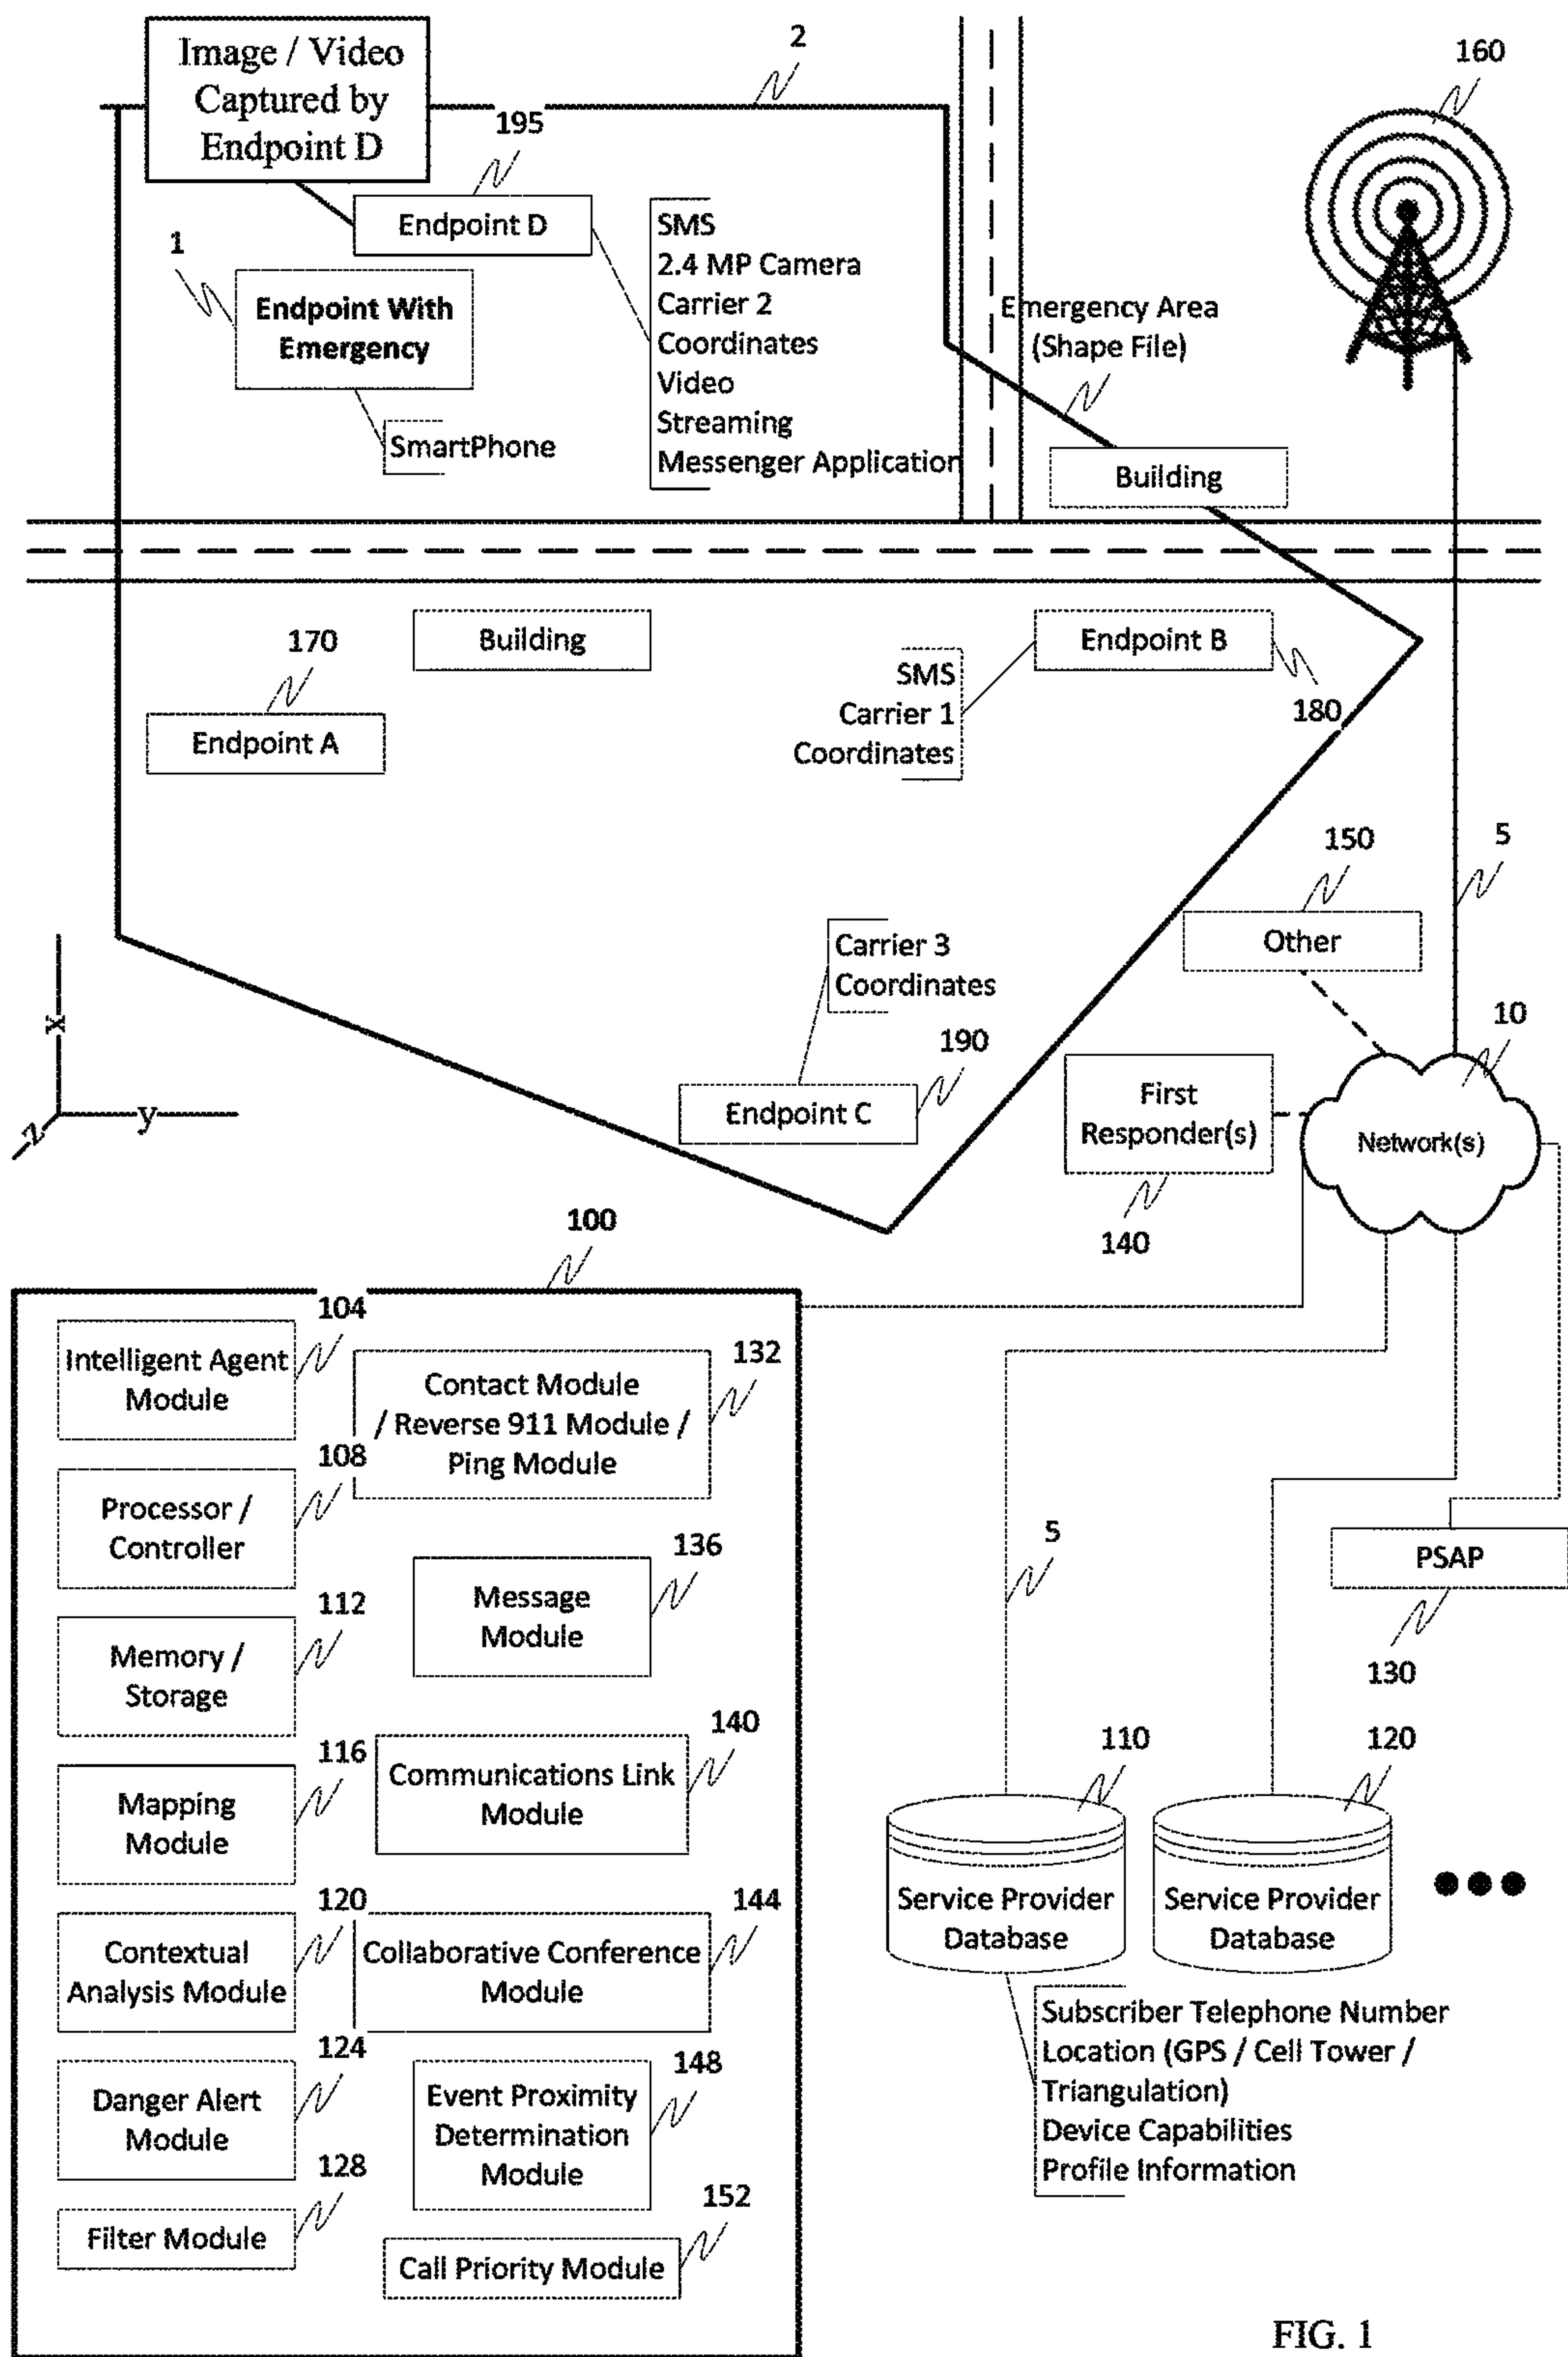 Image / Video
Captured by
Endpoint D
2
160
195
Endpoint D
1
Endpoint With
Emergency
SmartPhone
SMS
2.4 MP Camera
Carrier 2
Coordinates
Video
Streaming
Messenger Application
Emergency Area
(Shape File)
Building
Building
170
Endpoint A
Endpoint B
180
SMS
Carrier 1
Coordinates
150
Other
5
Carrier 3
Coordinates
190
Endpoint C
x
y
z
First
Responder(s)
140
10
Network(s)
100
104
Intelligent Agent
Module
132
Contact Module
/ Reverse 911 Module /
Ping Module
108
Processor /
Controller
136
Message
Module
112
Memory /
Storage
140
Communications Link
Module
116
Mapping
Module
120
Contextual
Analysis Module
144
Collaborative Conference
Module
124
Danger Alert
Module
148
Event Proximity
Determination
Module
128
Filter Module
152
Call Priority Module
5
PSAP
130
110
Service Provider
Database
120
Service Provider
Database
Subscriber Telephone Number
Location (GPS / Cell Tower /
Triangulation)
Device Capabilities
Profile Information
FIG. 1